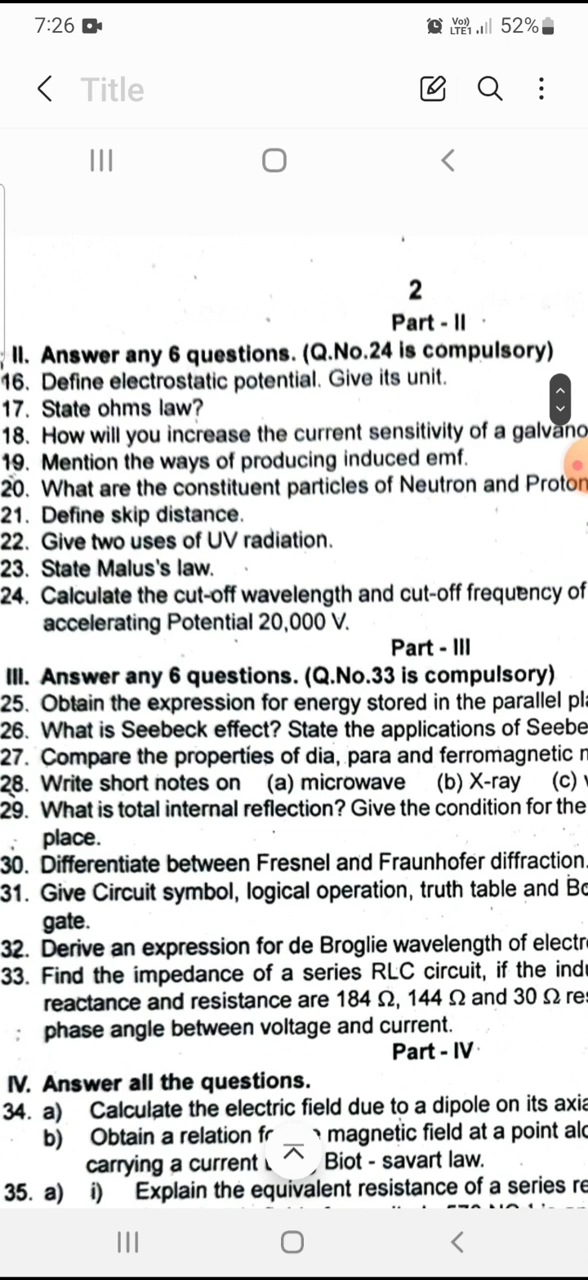 7:26
Vo)) LTE1 52%
Title
2
Part - II
II. Answer any 6 questions. (Q.No.24 is compulsory)
16. Define electrostatic potential. Give its unit.
17. State ohms law?
18. How will you increase the current sensitivity of a galvano
19. Mention the ways of producing induced emf.
20. What are the constituent particles of Neutron and Proton
21. Define skip distance.
22. Give two uses of UV radiation.
23. State Malus's law.
24. Calculate the cut-off wavelength and cut-off frequency of
accelerating Potential 20,000 V.
Part - III
III. Answer any 6 questions. (Q.No.33 is compulsory)
25. Obtain the expression for energy stored in the parallel pla
26. What is Seebeck effect? State the applications of Seebe
27. Compare the properties of dia, para and ferromagnetic
28. Write short notes on (a) microwave (b) X-ray (c)
29. What is total internal reflection? Give the condition for the
place.
30. Differentiate between Fresnel and Fraunhofer diffraction.
31. Give Circuit symbol, logical operation, truth table and Bo
gate.
32. Derive an expression for de Broglie wavelength of electr
33. Find the impedance of a series RLC circuit, if the indu
reactance and resistance are 184 Ω, 144 Ω and 30 Ω res
phase angle between voltage and current.
Part - IV
IV. Answer all the questions.
34. a) Calculate the electric field due to a dipole on its axia
b) Obtain a relation magnetic field at a point alo
carrying a current Biot - savart law.
35. a) i) Explain the equivalent resistance of a series re